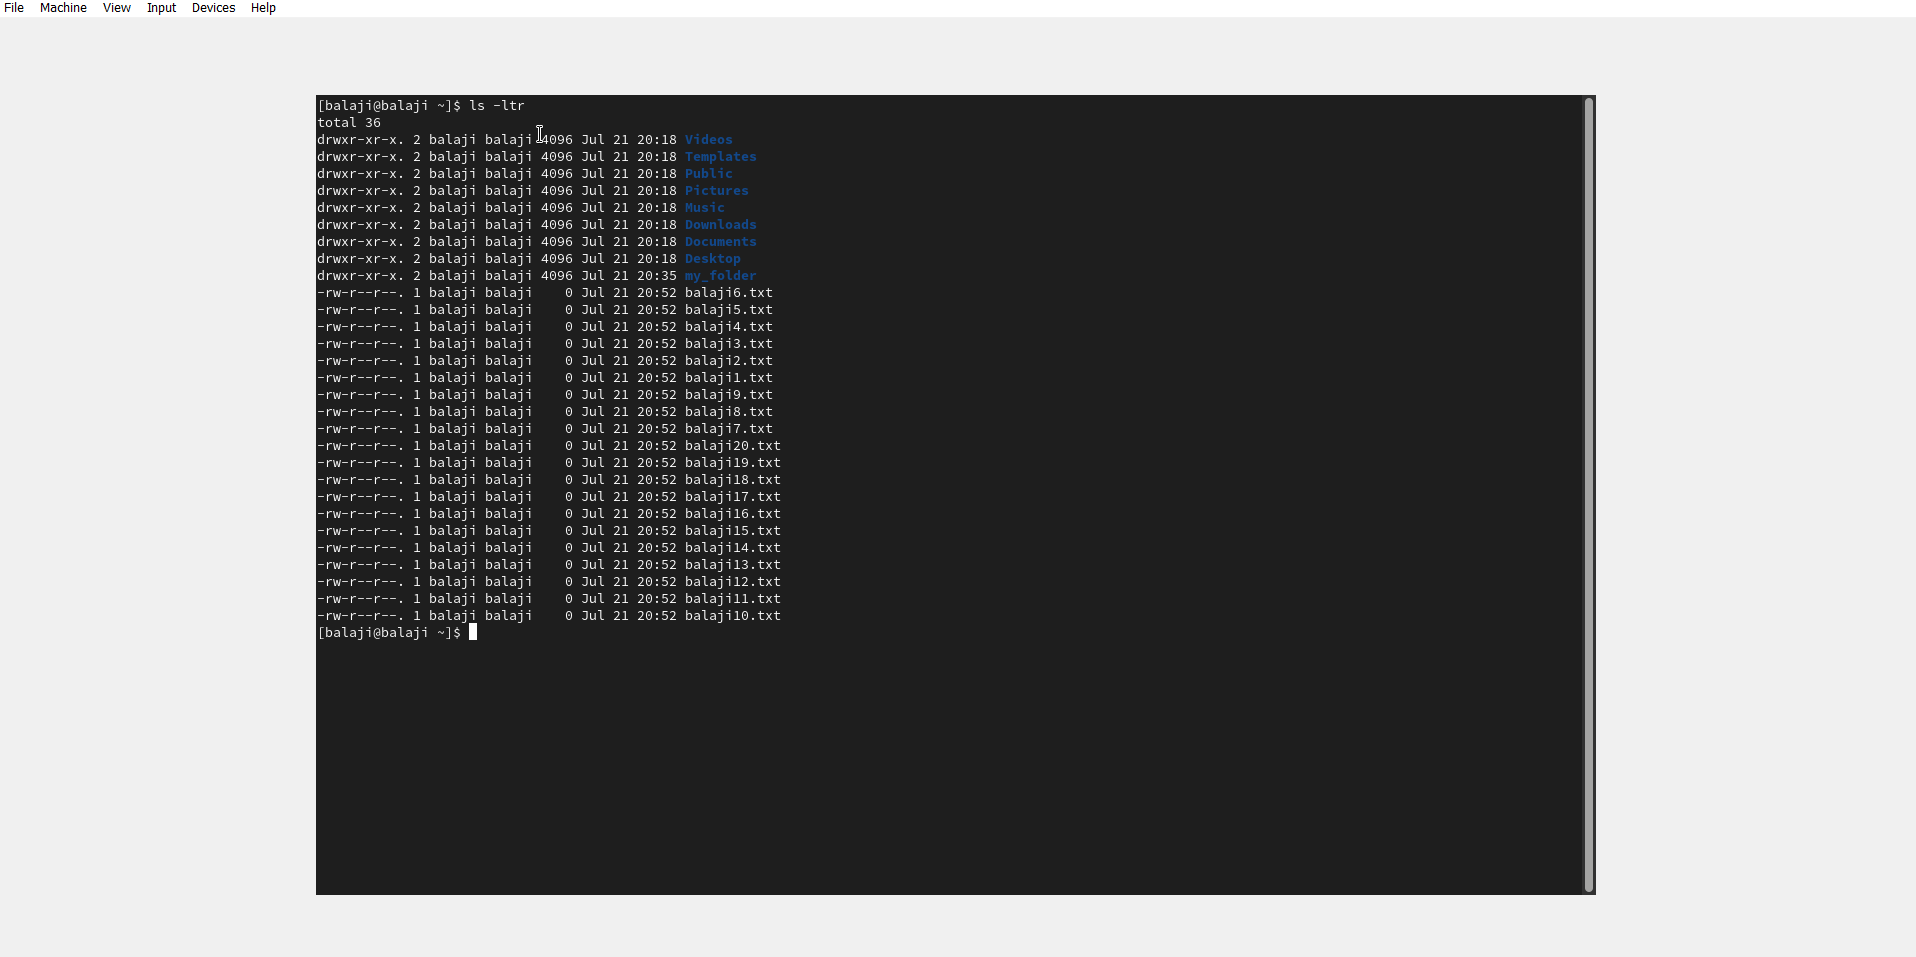 File Machine View Input Devices Help
[balaji@balaji ~]$ ls -ltr
total 36
drwxr-xr-x. 2 balaji balaji 4096 Jul 21 20:18 Videos
drwxr-xr-x. 2 balaji balaji 4096 Jul 21 20:18 Templates
drwxr-xr-x. 2 balaji balaji 4096 Jul 21 20:18 Public
drwxr-xr-x. 2 balaji balaji 4096 Jul 21 20:18 Pictures
drwxr-xr-x. 2 balaji balaji 4096 Jul 21 20:18 Music
drwxr-xr-x. 2 balaji balaji 4096 Jul 21 20:18 Downloads
drwxr-xr-x. 2 balaji balaji 4096 Jul 21 20:18 Documents
drwxr-xr-x. 2 balaji balaji 4096 Jul 21 20:18 Desktop
drwxr-xr-x. 2 balaji balaji 4096 Jul 21 20:35 my_folder
-rw-r--r--. 1 balaji balaji    0 Jul 21 20:52 balaji6.txt
-rw-r--r--. 1 balaji balaji    0 Jul 21 20:52 balaji5.txt
-rw-r--r--. 1 balaji balaji    0 Jul 21 20:52 balaji4.txt
-rw-r--r--. 1 balaji balaji    0 Jul 21 20:52 balaji3.txt
-rw-r--r--. 1 balaji balaji    0 Jul 21 20:52 balaji2.txt
-rw-r--r--. 1 balaji balaji    0 Jul 21 20:52 balaji1.txt
-rw-r--r--. 1 balaji balaji    0 Jul 21 20:52 balaji9.txt
-rw-r--r--. 1 balaji balaji    0 Jul 21 20:52 balaji8.txt
-rw-r--r--. 1 balaji balaji    0 Jul 21 20:52 balaji7.txt
-rw-r--r--. 1 balaji balaji    0 Jul 21 20:52 balaji20.txt
-rw-r--r--. 1 balaji balaji    0 Jul 21 20:52 balaji19.txt
-rw-r--r--. 1 balaji balaji    0 Jul 21 20:52 balaji18.txt
-rw-r--r--. 1 balaji balaji    0 Jul 21 20:52 balaji17.txt
-rw-r--r--. 1 balaji balaji    0 Jul 21 20:52 balaji16.txt
-rw-r--r--. 1 balaji balaji    0 Jul 21 20:52 balaji15.txt
-rw-r--r--. 1 balaji balaji    0 Jul 21 20:52 balaji14.txt
-rw-r--r--. 1 balaji balaji    0 Jul 21 20:52 balaji13.txt
-rw-r--r--. 1 balaji balaji    0 Jul 21 20:52 balaji12.txt
-rw-r--r--. 1 balaji balaji    0 Jul 21 20:52 balaji11.txt
-rw-r--r--. 1 balaji balaji    0 Jul 21 20:52 balaji10.txt
[balaji@balaji ~]$